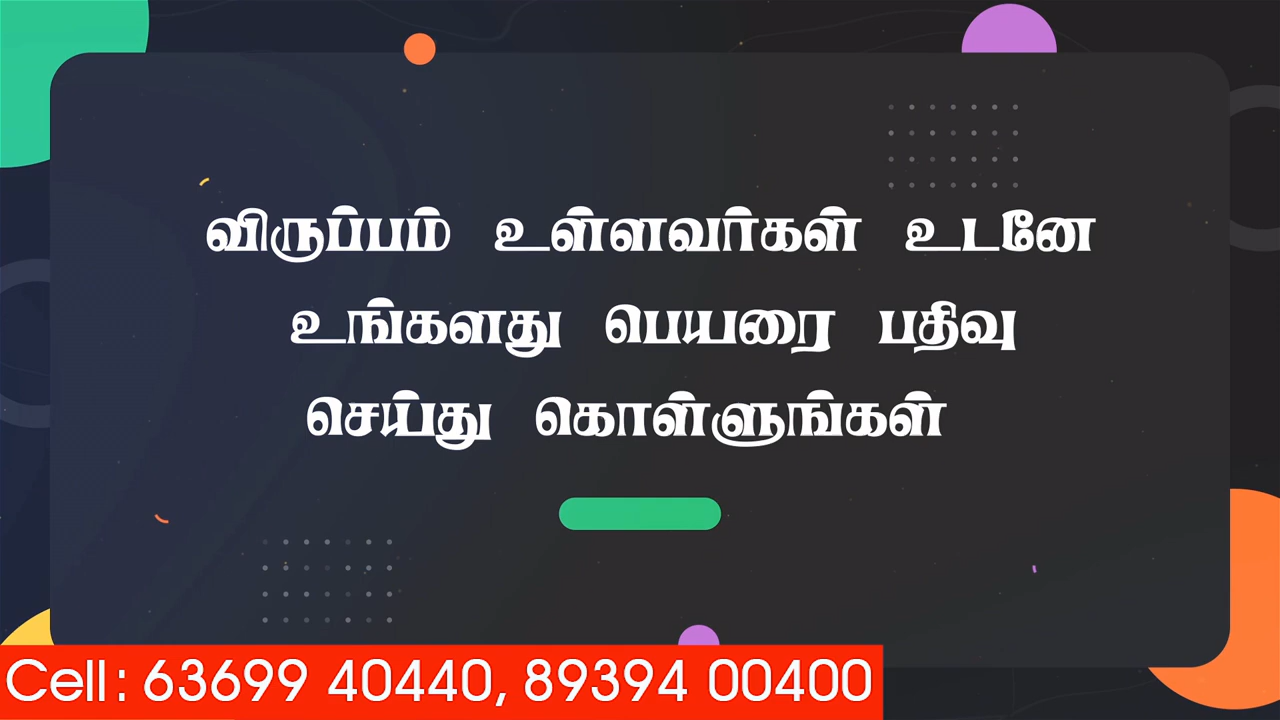 விருப்பம் உள்ளவர்கள் உடனே
உங்களது பெயரை பதிவு
செய்து கொள்ளுங்கள்
Cell : 63699 40440, 89394 00400